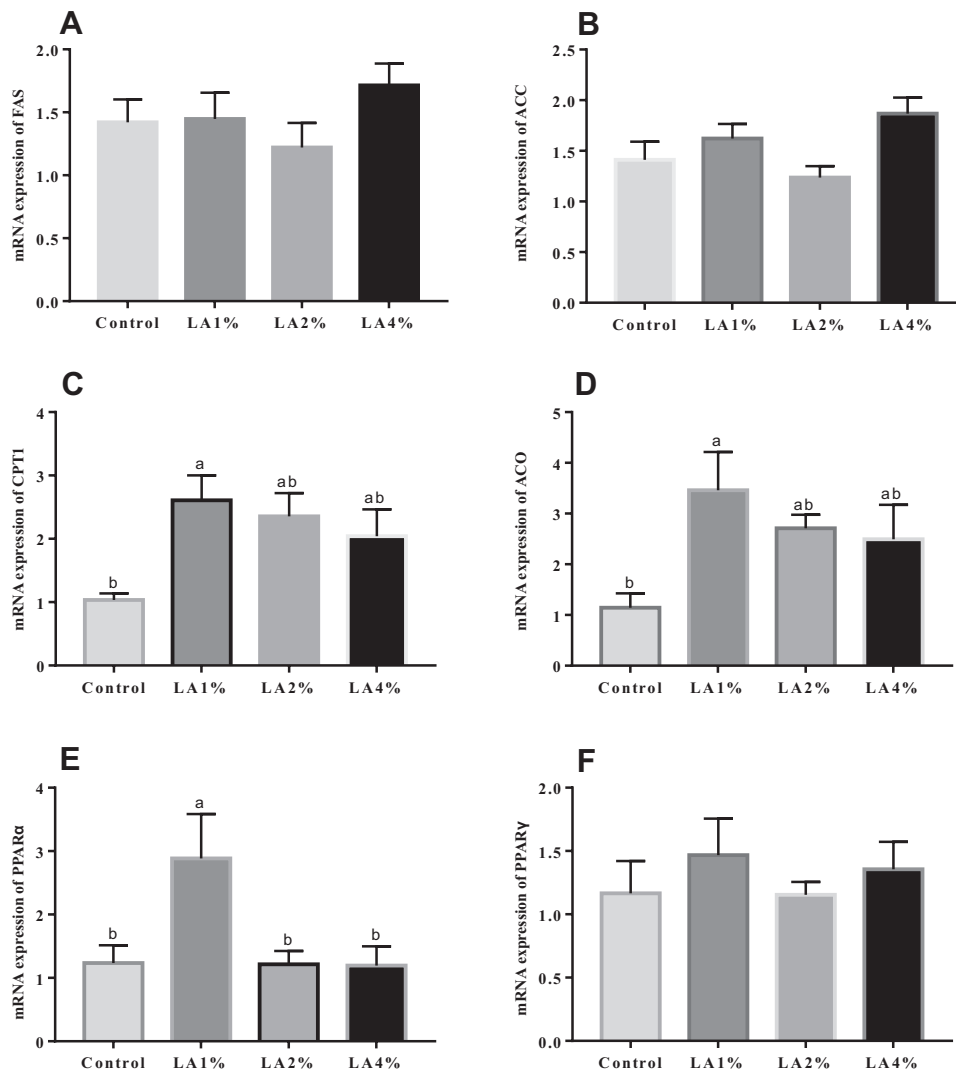 A
mRNA expression of FAS
2.0
1.5
1.0
0.5
0.0
Control LA1% LA2% LA4%
B
mRNA expression of ACC
2.5
2.0
1.5
1.0
0.5
0.0
Control LA1% LA2% LA4%
C
mRNA expression of CPT1
4
3
2
1
0
b
a
ab
ab
Control LA1% LA2% LA4%
D
mRNA expression of ACO
5
4
3
2
1
0
b
a
ab
ab
Control LA1% LA2% LA4%
E
mRNA expression of PPARα
4
3
2
1
0
b
a
b
b
Control LA1% LA2% LA4%
F
mRNA expression of PPARγ
2.0
1.5
1.0
0.5
0.0
Control LA1% LA2% LA4%